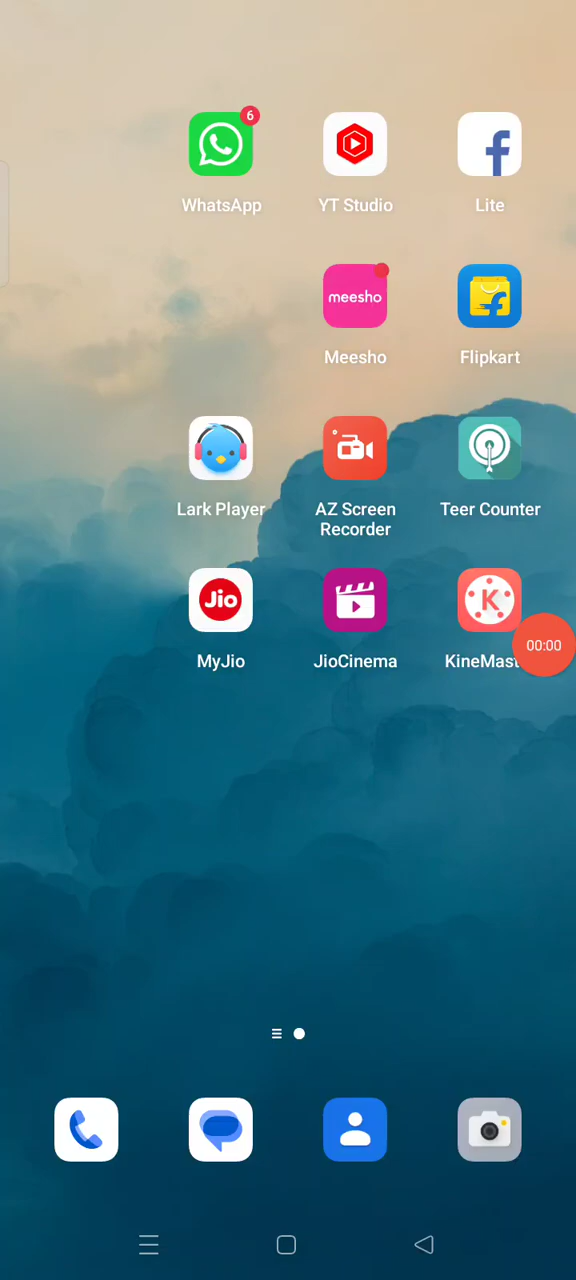 6
WhatsApp
YT Studio
Lite
meesho
Meesho
Flipkart
Lark Player
AZ Screen
Recorder
Teer Counter
Jio
K
00:00
MyJio
JioCinema
KineMast